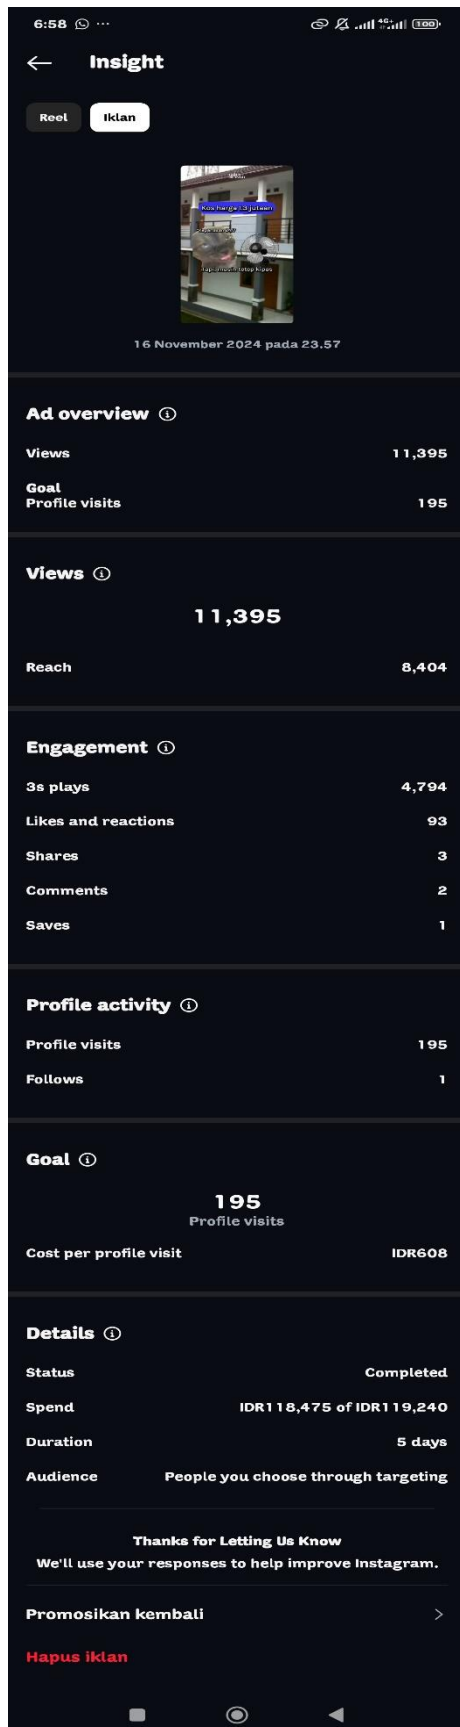 6:58 ...
4G+ 100
Insight
Reel Iklan
Kos harga 1.3 jutaan
16 November 2024 pada 23.57
Ad overview
Views 11,395
Goal
Profile visits 195
Views
11,395
Reach 8,404
Engagement
3s plays 4,794
Likes and reactions 93
Shares 3
Comments 2
Saves 1
Profile activity
Profile visits 195
Follows 1
Goal
195
Profile visits
Cost per profile visit IDR608
Details
Status Completed
Spend IDR118,475 of IDR119,240
Duration 5 days
Audience People you choose through targeting
Thanks for Letting Us Know
We'll use your responses to help improve Instagram.
Promosikan kembali
Hapus iklan